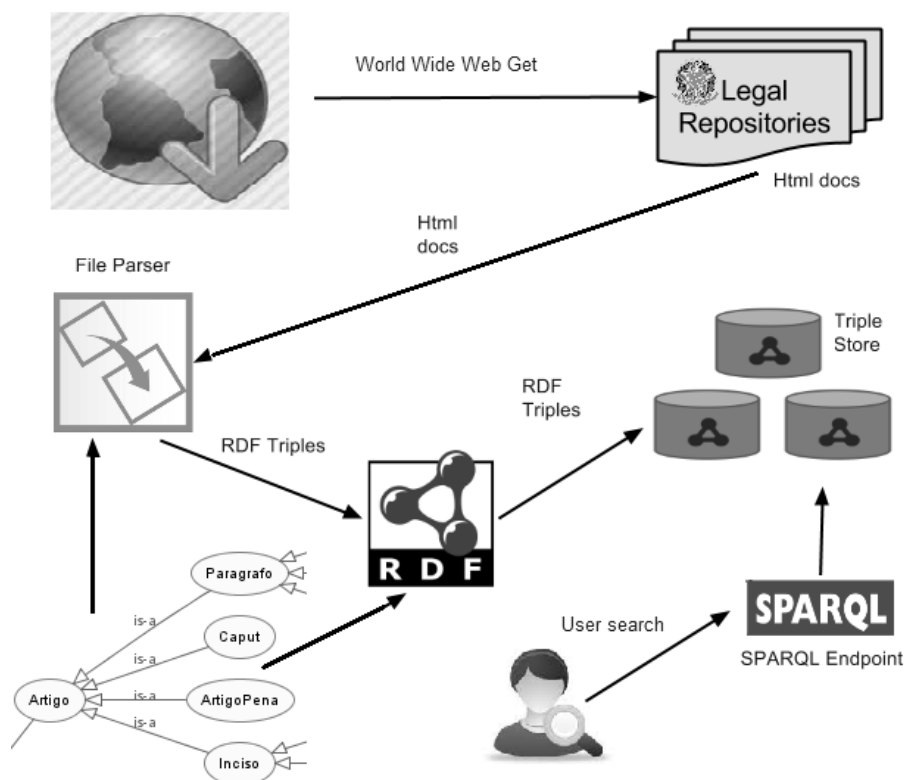 World Wide Web Get
Legal
Repositories
Html docs
Html
docs
File Parser
Triple
Store
RDF
Triples
RDF Triples
RDF
Paragrafo
is-a
Caput
is-a
Artigo
is-a
ArtigoPena
is-a
Inciso
User search
SPARQL
SPARQL Endpoint